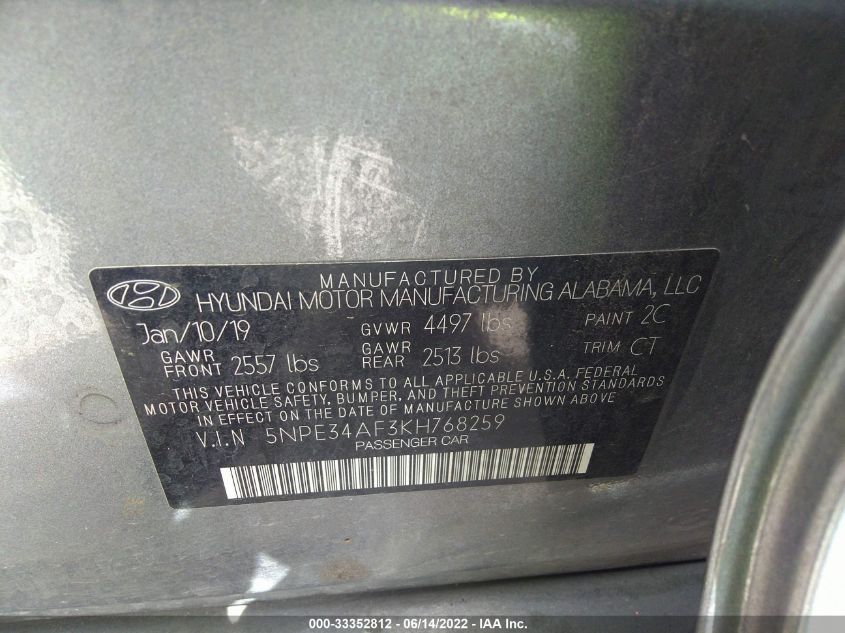 MANUFACTURED BY
HYUNDAI MOTOR MANUFACTURING ALABAMA, LLC
Jan/10/19 GVWR 4497 lbs PAINT 2C
GAWR FRONT 2557 lbs GAWR REAR 2513 lbs TRIM CT
THIS VEHICLE CONFORMS TO ALL APPLICABLE U.S.A. FEDERAL
MOTOR VEHICLE SAFETY, BUMPER, AND THEFT PREVENTION STANDARDS
IN EFFECT ON THE DATE OF MANUFACTURE SHOWN ABOVE.
V.I.N 5NPE34AF3KH768259
PASSENGER CAR
000-33352812 - 06/14/2022 - IAA Inc.